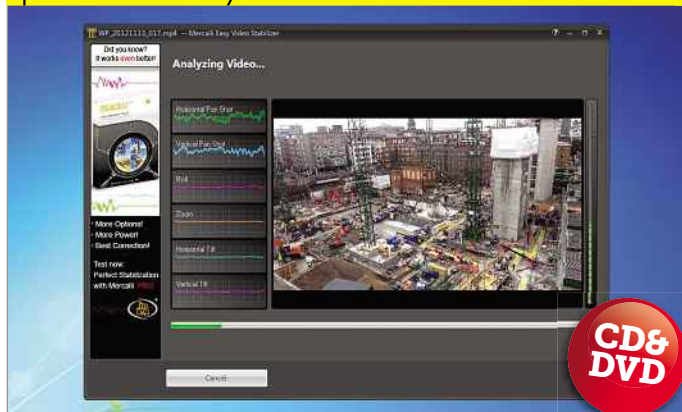 WF_20121113_017.mp4 -- Mercalli Easy Video Stabilizer
Did you know?
It works even better!
Analyzing Video...
Horizontal Pan Shot
Vertical Pan Shot
Roll
Zoom
Horizontal Tilt
Vertical Tilt
- More Options!
- More Power!
- Best Correction!
Test now:
Perfect Stabilization
with Mercalli PRO
Cancel
CD&
DVD